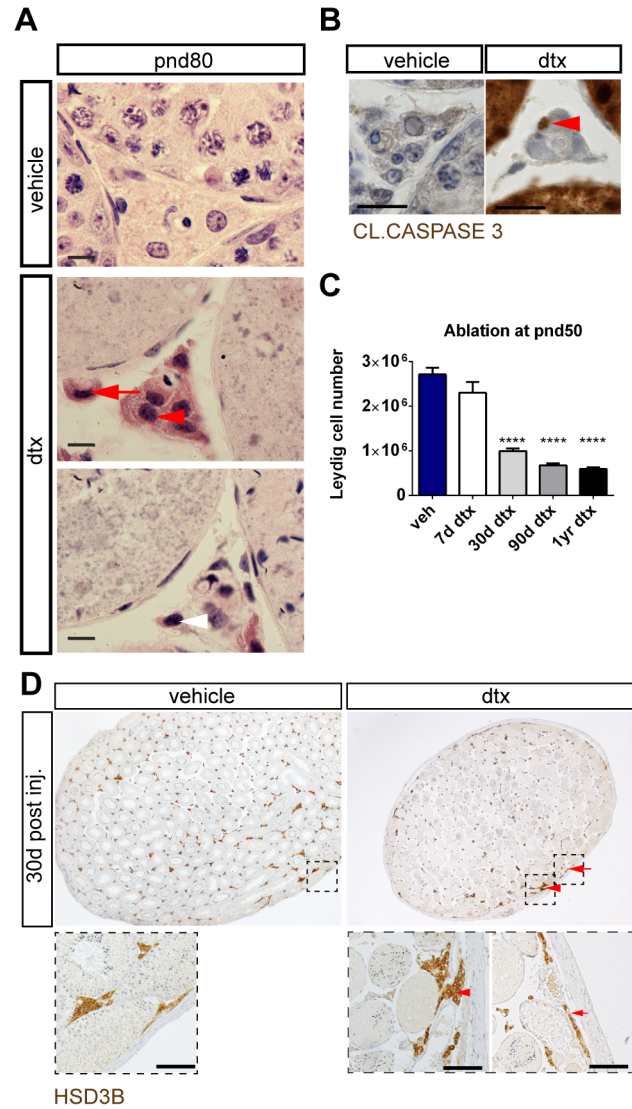 A
pnd80
vehicle
dtx
B
vehicle
dtx
CL.CASPASE 3
C
Ablation at pnd50
Leydig cell number
3×10⁶
2×10⁶
1×10⁶
0
**** **** ****
veh
7d dtx
30d dtx
90d dtx
1yr dtx
D
vehicle
dtx
30d post inj.
HSD3B